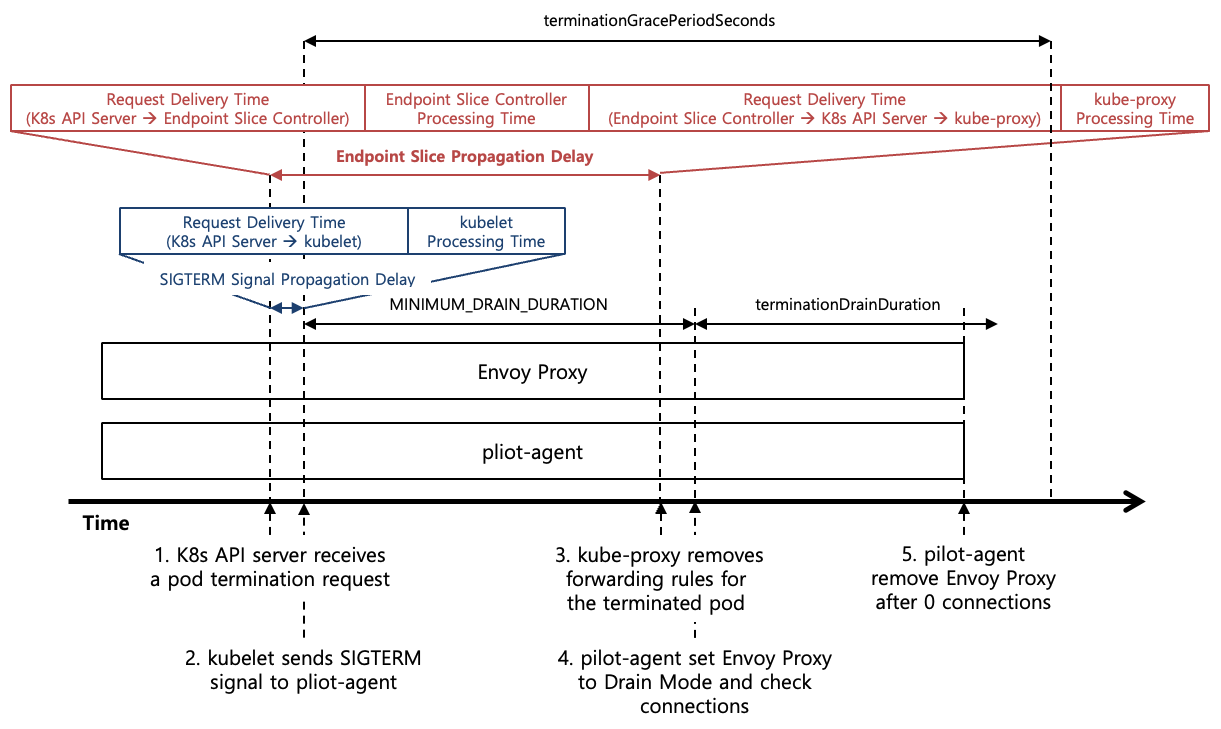 terminationGracePeriodSeconds
Request Delivery Time
(K8s API Server → Endpoint Slice Controller)
Endpoint Slice Controller
Processing Time
Request Delivery Time
(Endpoint Slice Controller → K8s API Server → kube-proxy)
kube-proxy
Processing Time
Endpoint Slice Propagation Delay
Request Delivery Time
(K8s API Server → kubelet)
kubelet
Processing Time
SIGTERM Signal Propagation Delay
MINIMUM_DRAIN_DURATION
terminationDrainDuration
Envoy Proxy
pliot-agent
Time
1. K8s API server receives
a pod termination request
2. kubelet sends SIGTERM
signal to pliot-agent
3. kube-proxy removes
forwarding rules for
the terminated pod
4. pilot-agent set Envoy Proxy
to Drain Mode and check
connections
5. pilot-agent
remove Envoy Proxy
after 0 connections